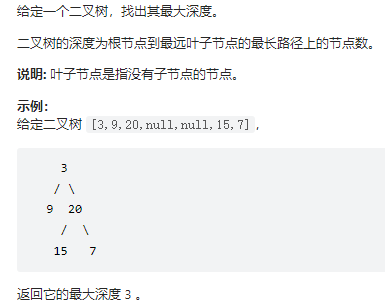 给定一个二叉树，找出其最大深度。
二叉树的深度为根节点到最远叶子节点的最长路径上的节点数。
说明: 叶子节点是指没有子节点的节点。
示例：
给定二叉树 [3,9,20,null,null,15,7]，
3
/ \
9 20
/ \
15 7
返回它的最大深度 3 。